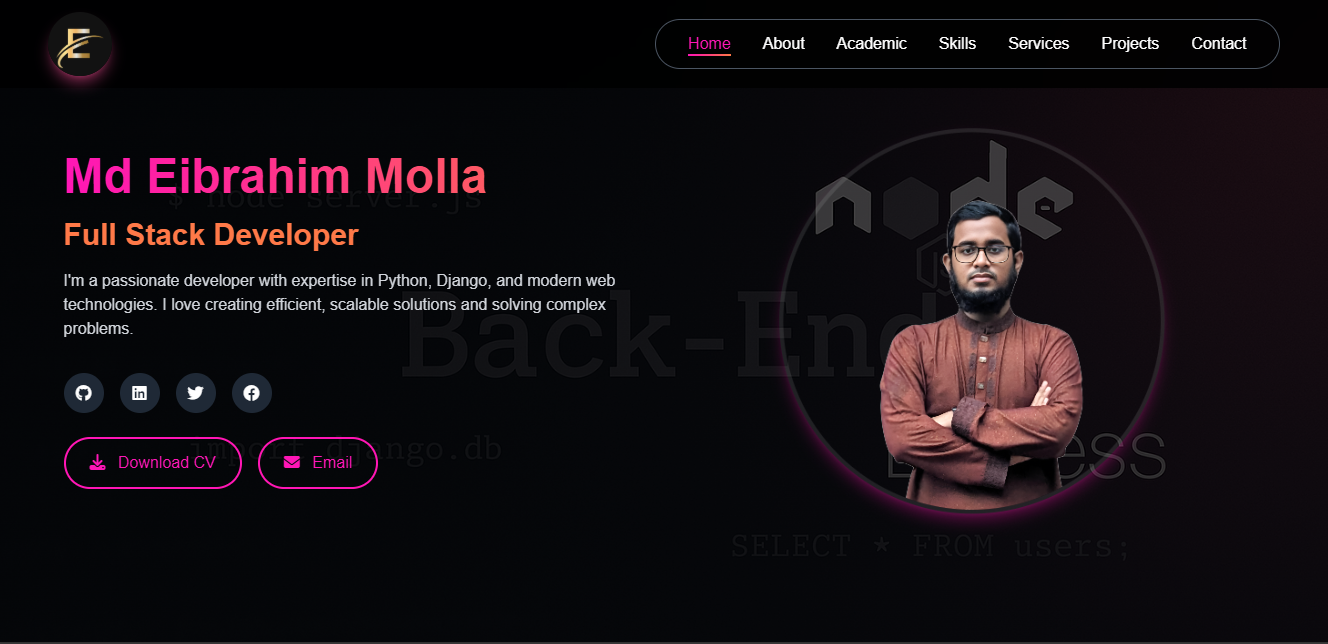 E
Home About Academic Skills Services Projects Contact
Md Eibrahim Molla
$ node server.js
Full Stack Developer
I'm a passionate developer with expertise in Python, Django, and modern web
technologies. I love creating efficient, scalable solutions and solving complex
problems.
Download CV
Email
node
JS
Back-End
import django.db
SELECT * FROM users;